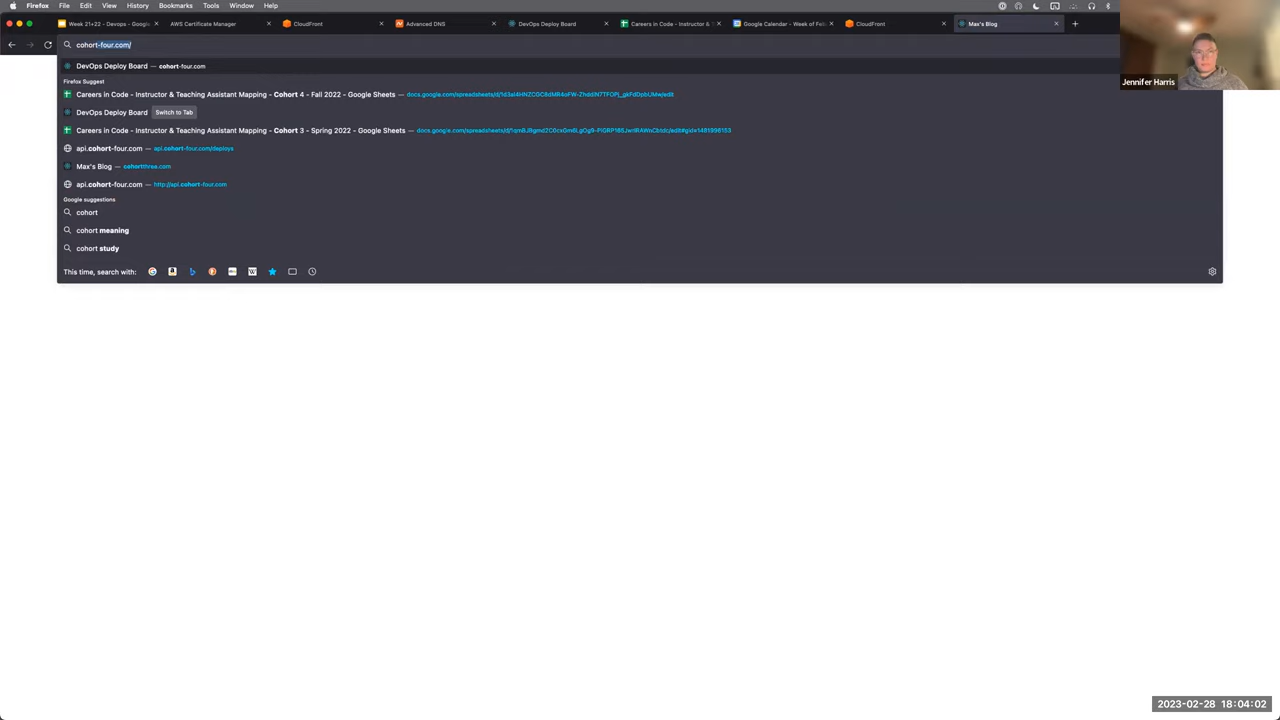 Firefox File Edit View History Bookmarks Tools Window Help
Week 21+22 - Devops - Googl AWS Certificate Manager CloudFront Advanced DNS DevOps Deploy Board Careers in Code - Instructor & Google Calendar - Week of Fe CloudFront Max's Blog
cohort-four.com/
DevOps Deploy Board — cohort-four.com
Firefox Suggest
Careers in Code - Instructor & Teaching Assistant Mapping - Cohort 4 - Fall 2022 - Google Sheets —
DevOps Deploy Board Switch to Tab
Careers in Code - Instructor & Teaching Assistant Mapping - Cohort 3 - Spring 2022 - Google Sheets —
api.cohort-four.com — api.cohort-four.com/deploys
Max's Blog — cohortthree.com
api.cohort-four.com — http://api.cohort-four.com
Google suggestions
cohort
cohort meaning
cohort study
This time, search with:
Jennifer Harris
2023-02-28 18:04:02